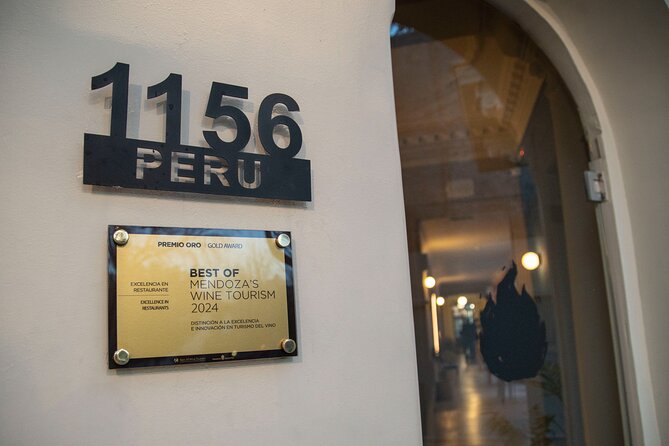 1156
PERU
PREMIO ORO | GOLD AWARD
EXCELENCIA EN
RESTAURANTE
EXCELLENCE IN
RESTAURANTS
BEST OF
MENDOZA'S
WINE TOURISM
2024
DISTINCIÓN A LA EXCELENCIA
E INNOVACIÓN EN TURISMO DEL VINO